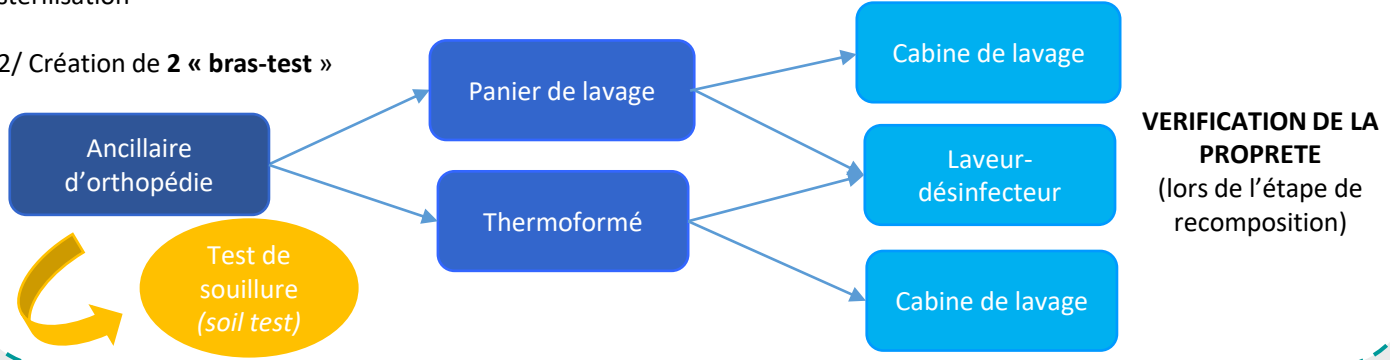 stérilisation
2/ Création de 2 « bras-test »
Ancillaire
d'orthopédie
Test de
souillure
(soil test)
Panier de lavage
Thermoformé
Cabine de lavage
Laveur-
désinfecteur
Cabine de lavage
VERIFICATION DE LA
PROPRETE
(lors de l'étape de
recomposition)